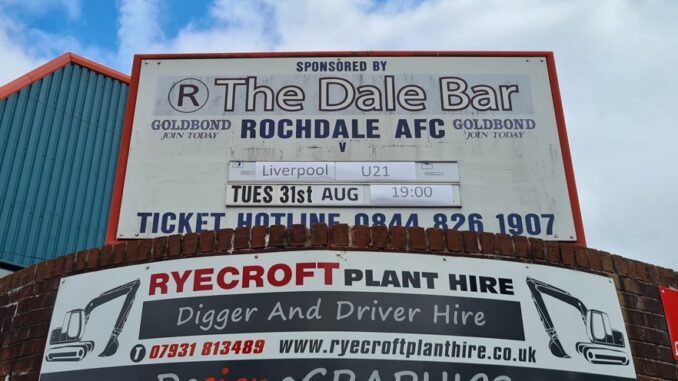 SPONSORED BY
R The Dale Bar
GOLDBOND ROCHDALE AFC GOLDBOND
JOIN TODAY JOIN TODAY
v
Liverpool U21
TUES 31st AUG 19:00
TICKET HOTLINE 0844 826 1907
RYECROFT PLANT HIRE
Digger And Driver Hire
07931 813489 www.ryecroftplanthire.co.uk